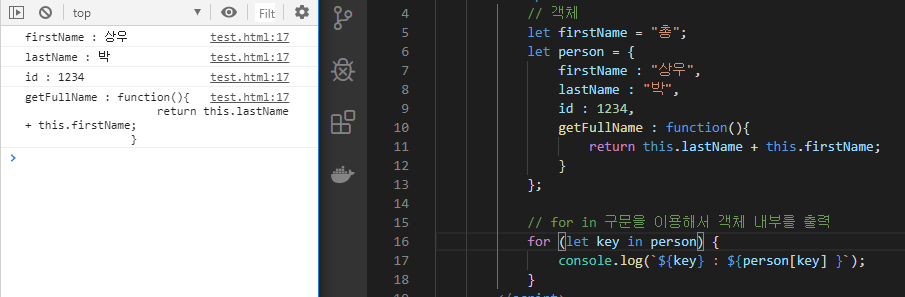 top
Filt
firstName : 상우 test.html:17
lastName : 박 test.html:17
id : 1234 test.html:17
getFullName : function(){ test.html:17
return this.lastName
+ this.firstName;
}
4 // 객체
5 let firstName = "총";
6 let person = {
7 firstName : "상우",
8 lastName : "박",
9 id : 1234,
10 getFullName : function(){
11 return this.lastName + this.firstName;
12 }
13 };
14
15 // for in 구문을 이용해서 객체 내부를 출력
16 for (let key in person) {
17 console.log(`${key} : ${person[key] }`);
18 }